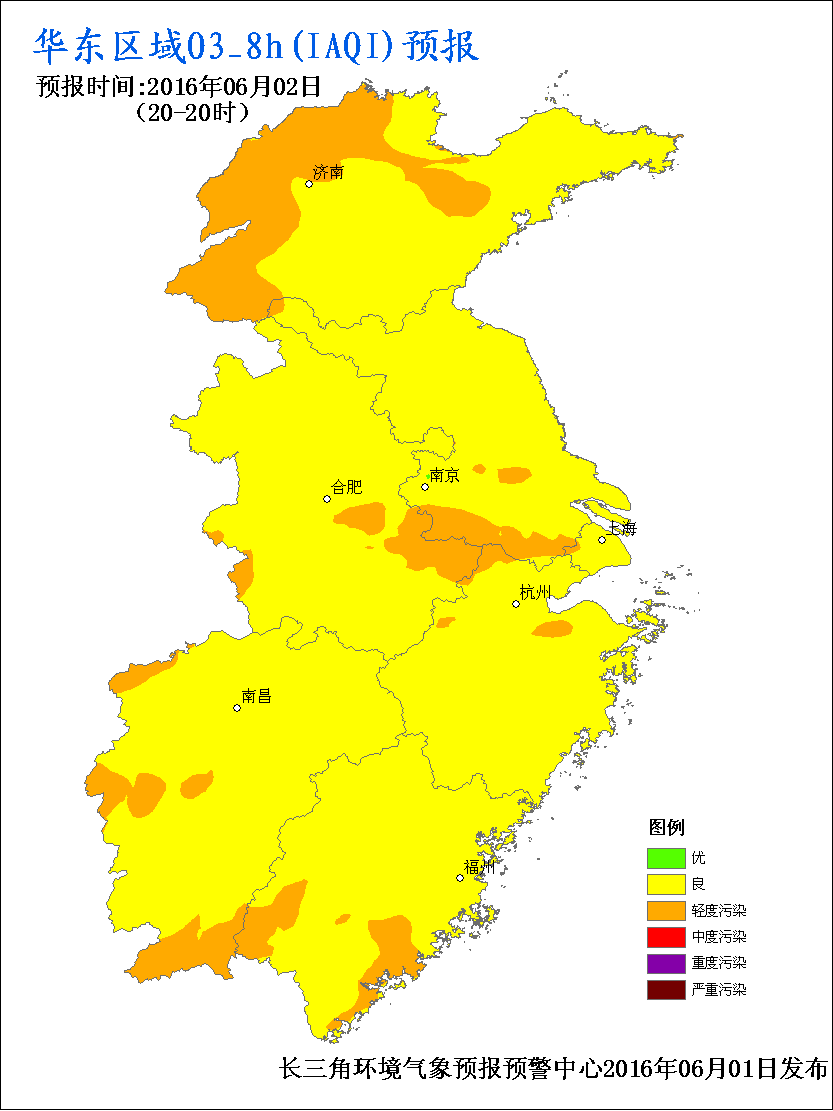 华东区域O3_8h(IAQI)预报
预报时间:2016年06月02日
(20-20时)
济南
南京
合肥
上海
杭州
南昌
福州
图例
优
良
轻度污染
中度污染
重度污染
严重污染
长三角环境气象预报预警中心2016年06月01日发布